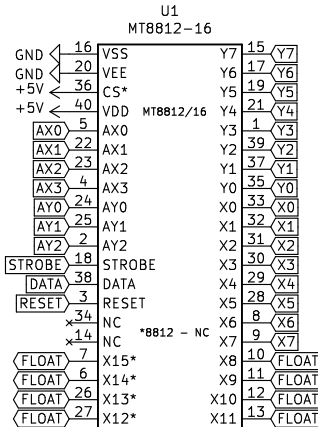 U1
MT8812-16
GND 16 VSS Y7 15 Y7
GND 20 VEE Y6 17 Y6
+5V 36 CS* Y5 19 Y5
+5V 40 VDD MT8812/16 Y4 21 Y4
AX0 5 AX0 Y3 1 Y3
AX1 22 AX1 Y2 39 Y2
AX2 23 AX2 Y1 37 Y1
AX3 4 AX3 Y0 35 Y0
AY0 24 AY0 X0 33 X0
AY1 25 AY1 X1 32 X1
AY2 2 AY2 X2 31 X2
STROBE 18 STROBE X3 30 X3
DATA 38 DATA X4 29 X4
RESET 3 RESET X5 28 X5
34 NC X6 8 X6
14 NC *8812 - NC X7 9 X7
FLOAT 7 X15* X8 10 FLOAT
FLOAT 6 X14* X9 11 FLOAT
FLOAT 26 X13* X10 12 FLOAT
FLOAT 27 X12* X11 13 FLOAT